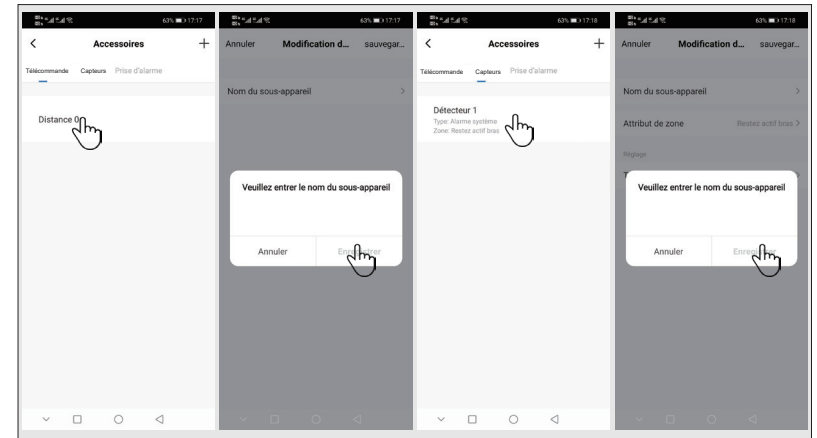 63% 17:17
Accessoires
Télécommande Capteurs Prise d'alarme
Distance 0
63% 17:17
Annuler Modification d... sauvegar...
Nom du sous-appareil
Veuillez entrer le nom du sous-appareil
Annuler
63% 17:18
Accessoires
Télécommande Capteurs Prise d'alarme
Détecteur 1
Type: Alarme système
Zone: Restez actif bras
63% 17:18
Annuler Modification d... sauvegar...
Nom du sous-appareil
Attribut de zone Restez actif bras
Réglage
Veuillez entrer le nom du sous-appareil
Annuler